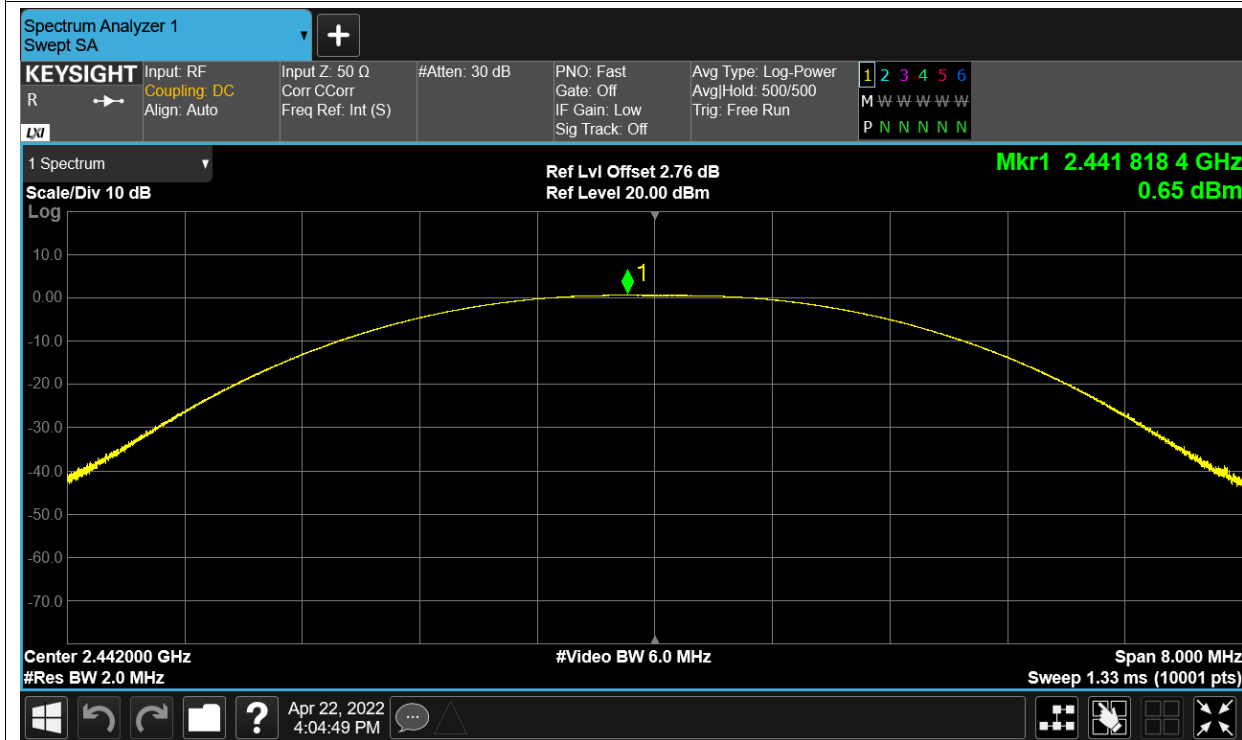 Spectrum Analyzer 1
Swept SA
KEYSIGHT
R
LXI
Input: RF
Coupling: DC
Align: Auto
Input Z: 50 Ω
Corr CCorr
Freq Ref: Int (S)
#Atten: 30 dB
PNO: Fast
Gate: Off
IF Gain: Low
Sig Track: Off
Avg Type: Log-Power
Avg|Hold: 500/500
Trig: Free Run
1 2 3 4 5 6
M W W W W W
P N N N N N
1 Spectrum
Scale/Div 10 dB
Log
Ref Lvl Offset 2.76 dB
Ref Level 20.00 dBm
Mkr1 2.441 818 4 GHz
0.65 dBm
1
10.0
0.00
-10.0
-20.0
-30.0
-40.0
-50.0
-60.0
-70.0
Center 2.442000 GHz
#Res BW 2.0 MHz
#Video BW 6.0 MHz
Span 8.000 MHz
Sweep 1.33 ms (10001 pts)
?
Apr 22, 2022
4:04:49 PM